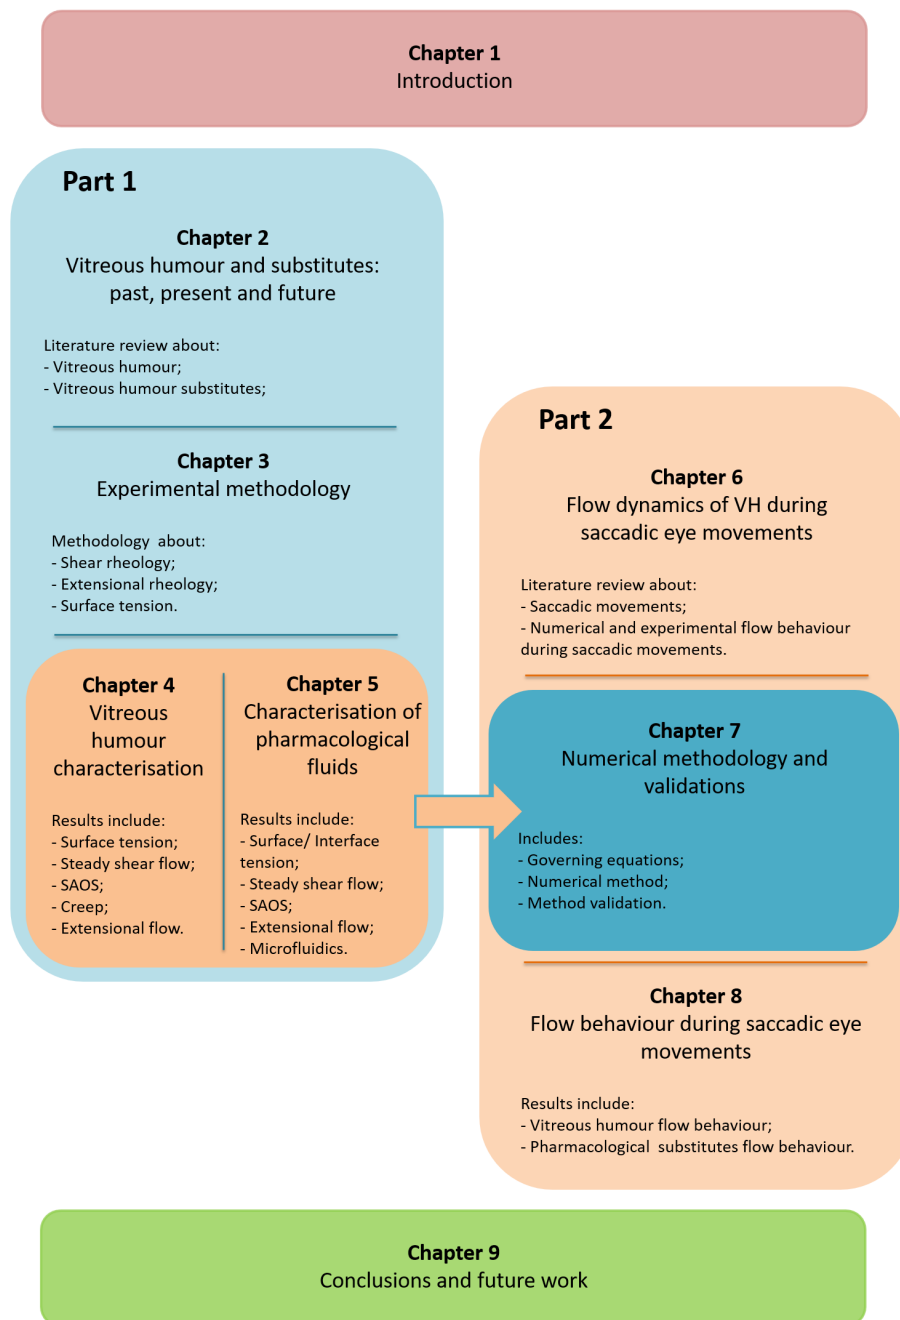 Chapter 1
Introduction
Part 1
Chapter 2
Vitreous humour and substitutes:
past, present and future
Literature review about:
- Vitreous humour;
- Vitreous humour substitutes;
Chapter 3
Experimental methodology
Methodology about:
- Shear rheology;
- Extensional rheology;
- Surface tension.
Chapter 4
Vitreous
humour
characterisation
Results include:
- Surface tension;
- Steady shear flow;
- SAOS;
- Creep;
- Extensional flow.
Chapter 5
Characterisation of
pharmacological
fluids
Results include:
- Surface/ Interface
tension;
- Steady shear flow;
- SAOS;
- Extensional flow;
- Microfluidics.
Part 2
Chapter 6
Flow dynamics of VH during
saccadic eye movements
Literature review about:
- Saccadic movements;
- Numerical and experimental flow behaviour
during saccadic movements.
Chapter 7
Numerical methodology and
validations
Includes:
- Governing equations;
- Numerical method;
- Method validation.
Chapter 8
Flow behaviour during saccadic eye
movements
Results include:
- Vitreous humour flow behaviour;
- Pharmacological substitutes flow behaviour.
Chapter 9
Conclusions and future work